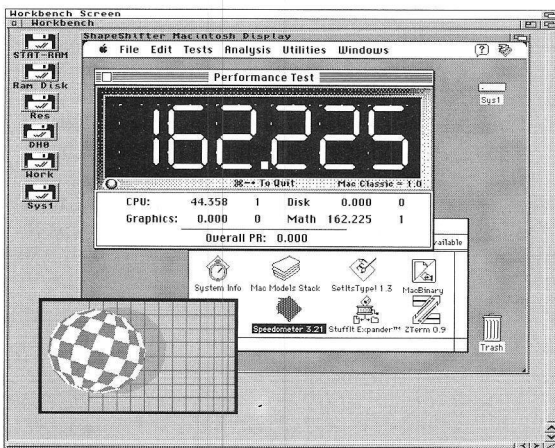 Workbench Screen
Workbench
ShapeShifter Macintosh Display
File Edit Tests Analysis Utilities Windows
STAT-RAM
Ram Disk
Res
DH0
Work
Sys1
Performance Test
162.225
⌘-• To Quit Mac Classic = 1.0
CPU: 44.358 1 Disk 0.000 0
Graphics: 0.000 0 Math 162.225 1
Overall PR: 0.000
Sys1
available
System Info Mac Models Stack SetItsType! 1.3 MacBinary
Speedometer 3.21 StuffIt Expander™ ZTerm 0.9
Trash